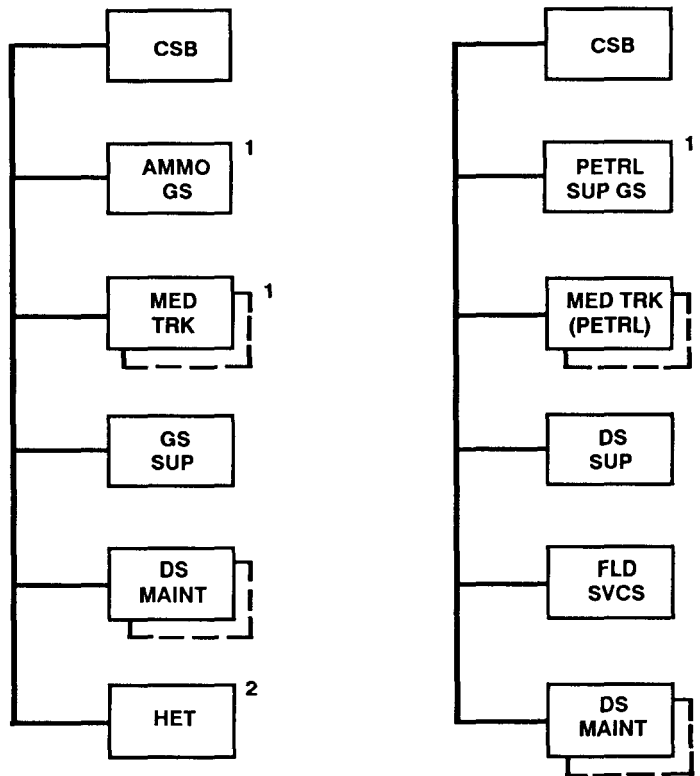 CSB
AMMO 1
GS
MED 1
TRK
GS
SUP
DS
MAINT
HET 2
CSB
PETRL 1
SUP GS
MED TRK
(PETRL)
DS
SUP
FLD
SVCS
DS
MAINT